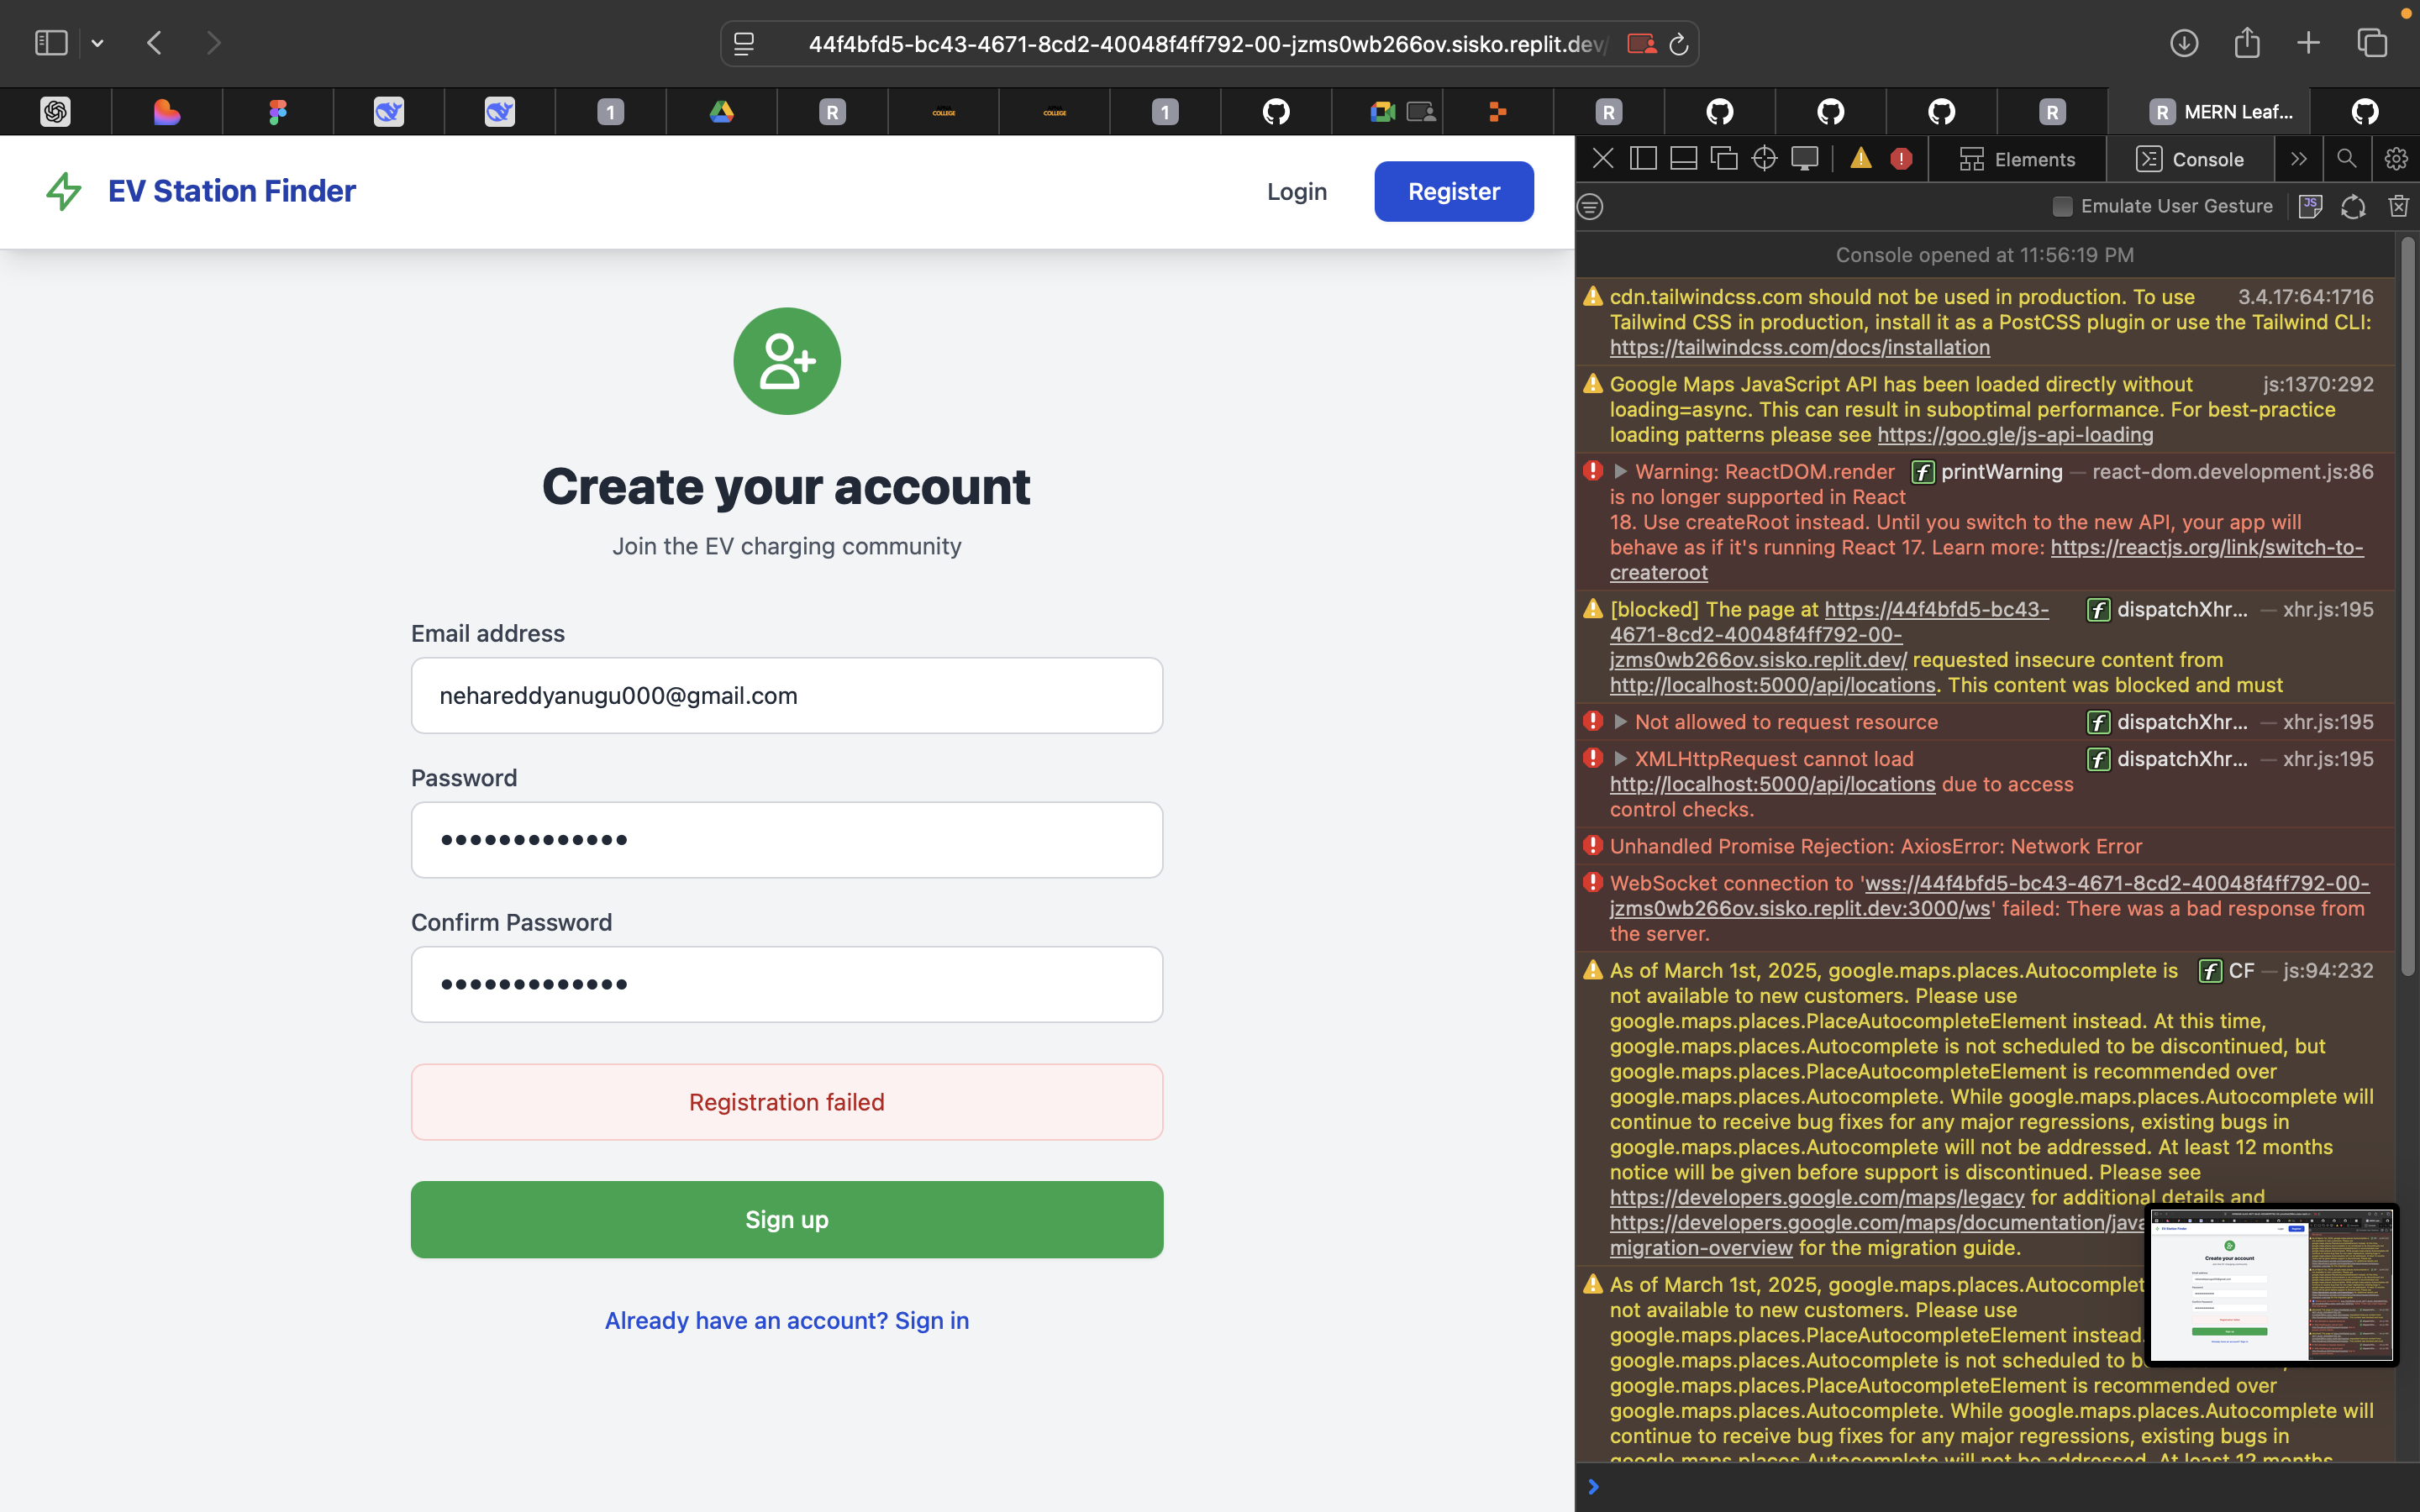 44f4bfd5-bc43-4671-8cd2-40048f4ff792-00-jzms0wb266ov.sisko.replit.dev/
1
R
COLLEGE
COLLEGE
1
R
R
R MERN Leaf...
EV Station Finder
Login
Register
Create your account
Join the EV charging community
Email address
nehareddyanugu000@gmail.com
Password
•••••••••••••
Confirm Password
•••••••••••••
Registration failed
Sign up
Already have an account? Sign in
Elements
Console
Emulate User Gesture
JS
Console opened at 11:56:19 PM
cdn.tailwindcss.com should not be used in production. To use 3.4.17:64:1716
Tailwind CSS in production, install it as a PostCSS plugin or use the Tailwind CLI:
https://tailwindcss.com/docs/installation
Google Maps JavaScript API has been loaded directly without js:1370:292
loading=async. This can result in suboptimal performance. For best-practice
loading patterns please see https://goo.gle/js-api-loading
Warning: ReactDOM.render f printWarning — react-dom.development.js:86
is no longer supported in React
18. Use createRoot instead. Until you switch to the new API, your app will
behave as if it's running React 17. Learn more: https://reactjs.org/link/switch-to-
createroot
[blocked] The page at https://44f4bfd5-bc43- f dispatchXhr... — xhr.js:195
4671-8cd2-40048f4ff792-00-
jzms0wb266ov.sisko.replit.dev/ requested insecure content from
http://localhost:5000/api/locations. This content was blocked and must
Not allowed to request resource f dispatchXhr... — xhr.js:195
XMLHttpRequest cannot load f dispatchXhr... — xhr.js:195
http://localhost:5000/api/locations due to access
control checks.
Unhandled Promise Rejection: AxiosError: Network Error
WebSocket connection to 'wss://44f4bfd5-bc43-4671-8cd2-40048f4ff792-00-
jzms0wb266ov.sisko.replit.dev:3000/ws' failed: There was a bad response from
the server.
As of March 1st, 2025, google.maps.places.Autocomplete is f CF — js:94:232
not available to new customers. Please use
google.maps.places.PlaceAutocompleteElement instead. At this time,
google.maps.places.Autocomplete is not scheduled to be discontinued, but
google.maps.places.PlaceAutocompleteElement is recommended over
google.maps.places.Autocomplete. While google.maps.places.Autocomplete will
continue to receive bug fixes for any major regressions, existing bugs in
google.maps.places.Autocomplete will not be addressed. At least 12 months
notice will be given before support is discontinued. Please see
https://developers.google.com/maps/legacy for additional details and
https://developers.google.com/maps/documentation/java
migration-overview for the migration guide.
As of March 1st, 2025, google.maps.places.Autocomplet
not available to new customers. Please use
google.maps.places.PlaceAutocompleteElement instead.
google.maps.places.Autocomplete is not scheduled to b
google.maps.places.PlaceAutocompleteElement is recommended over
google.maps.places.Autocomplete. While google.maps.places.Autocomplete will
continue to receive bug fixes for any major regressions, existing bugs in
google.maps.places.Autocomplete will not be addressed. At least 12 months